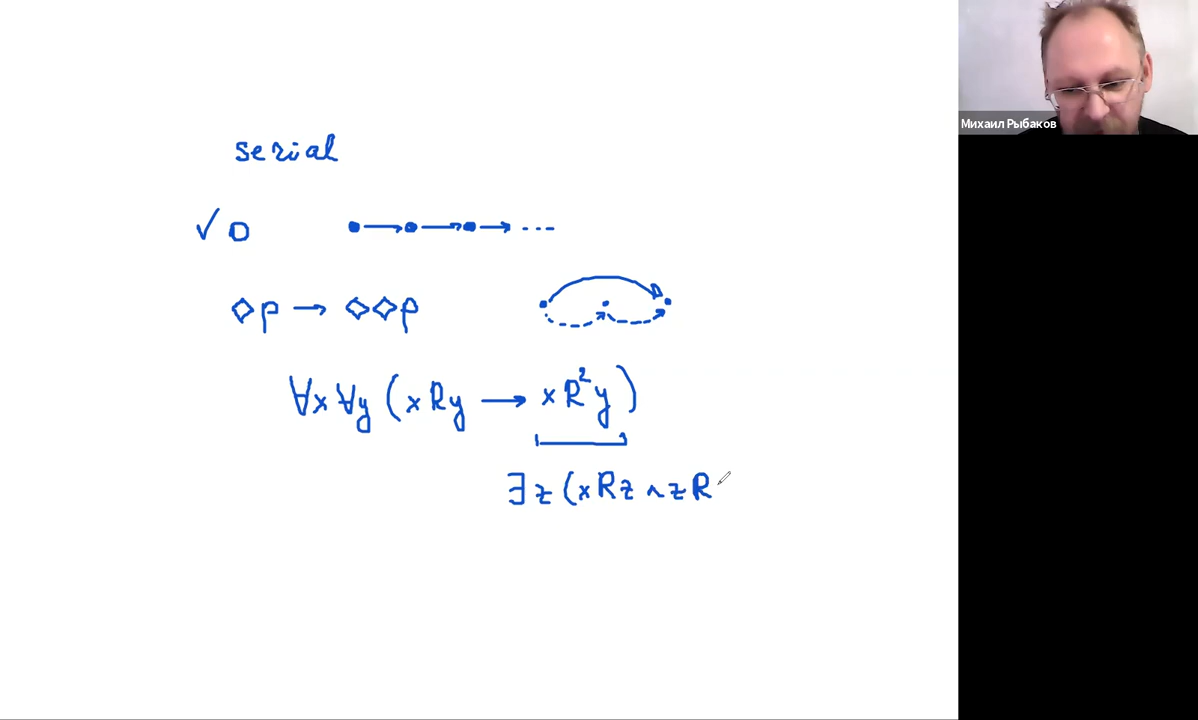 serial
Михаил Рыбаков
✓ D
...
◇p → ◇◇p
∀x ∀y (xRy → xR²y)
∃z (xRz ∧ zR